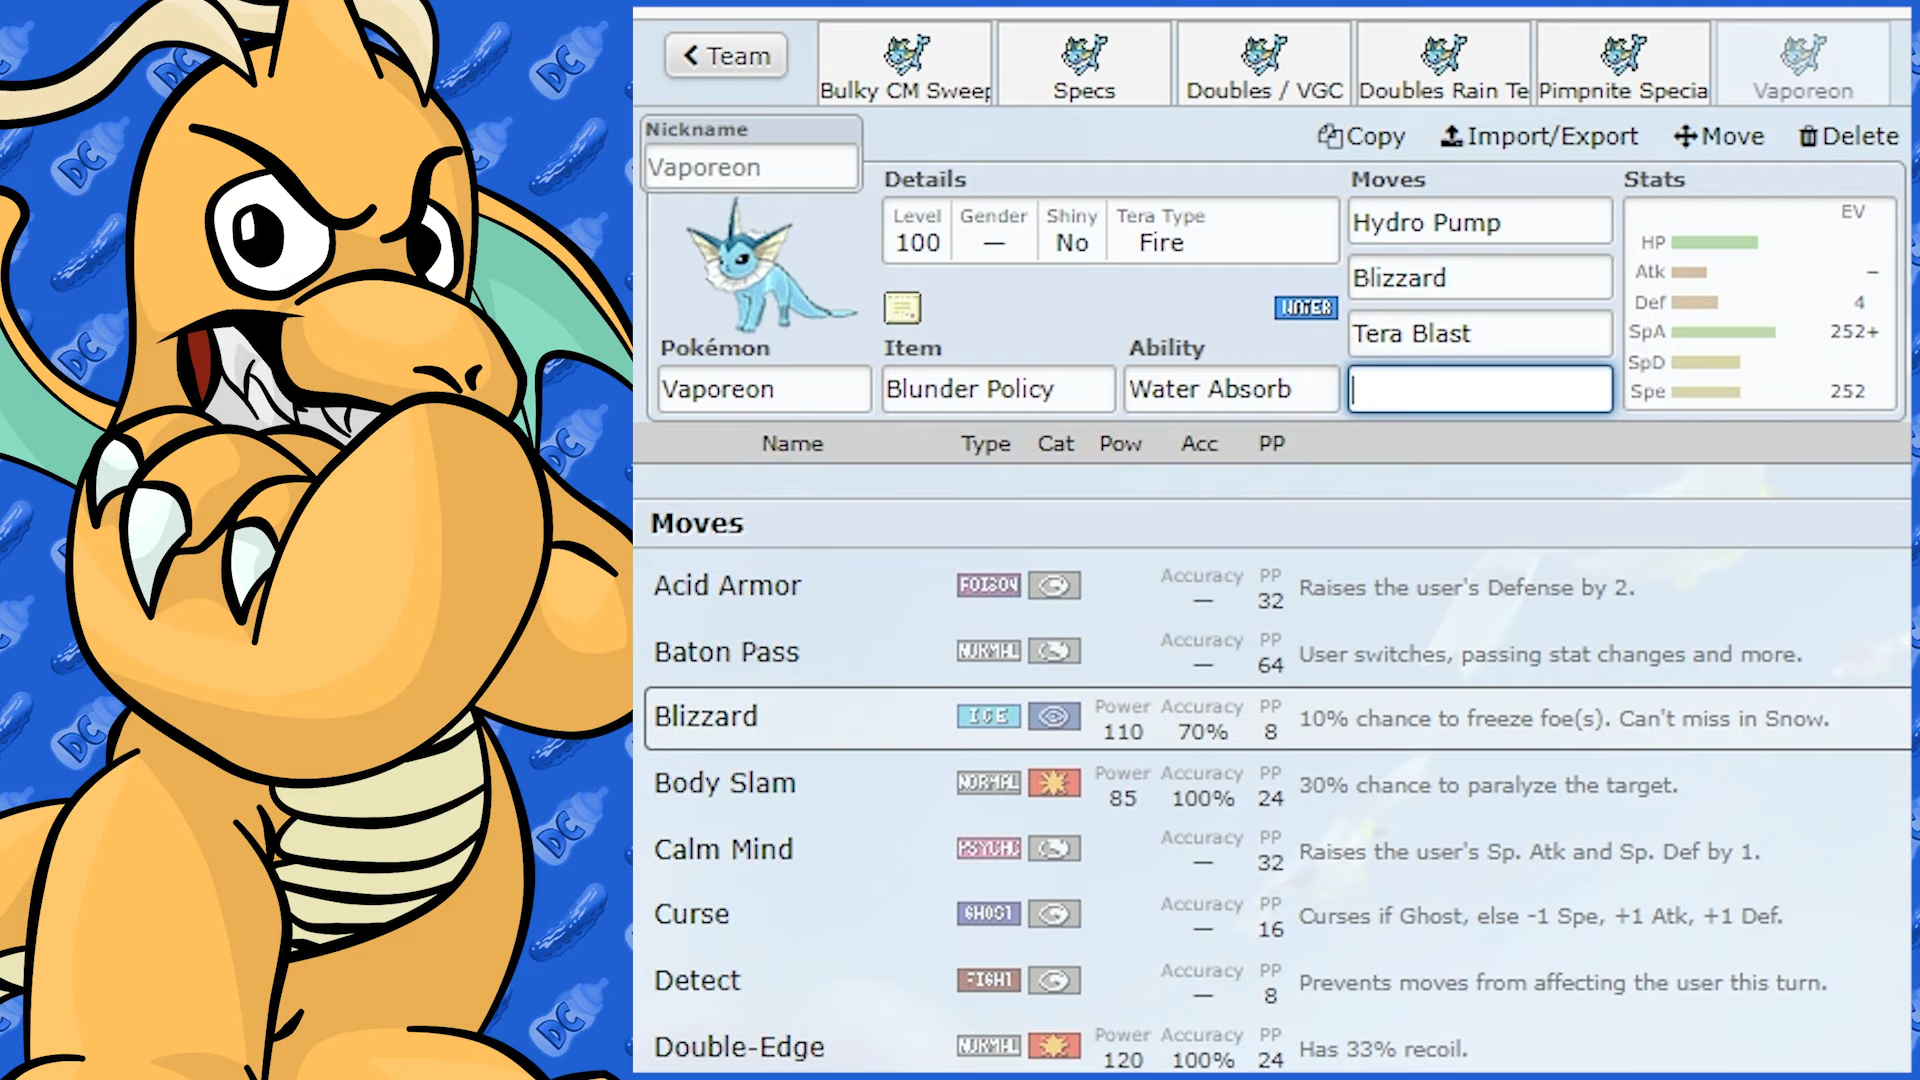 Team
Bulky CM Sweep
Specs
Doubles / VGC
Doubles Rain Te
Pimpnite Specia
Vaporeon
Copy
Import/Export
Move
Delete
Nickname
Vaporeon
Details
Level Gender Shiny Tera Type
100 — No Fire
WATER
Pokémon
Vaporeon
Item
Blunder Policy
Ability
Water Absorb
Moves
Hydro Pump
Blizzard
Tera Blast
Stats
EV
HP
Atk –
Def 4
SpA 252+
SpD
Spe 252
Name Type Cat Pow Acc PP
Moves
Acid Armor POISON Accuracy — PP 32 Raises the user's Defense by 2.
Baton Pass NORMAL Accuracy — PP 64 User switches, passing stat changes and more.
Blizzard ICE Power 110 Accuracy 70% PP 8 10% chance to freeze foe(s). Can't miss in Snow.
Body Slam NORMAL Power 85 Accuracy 100% PP 24 30% chance to paralyze the target.
Calm Mind PSYCHC Accuracy — PP 32 Raises the user's Sp. Atk and Sp. Def by 1.
Curse GHOST Accuracy — PP 16 Curses if Ghost, else -1 Spe, +1 Atk, +1 Def.
Detect FIGHT Accuracy — PP 8 Prevents moves from affecting the user this turn.
Double-Edge NORMAL Power 120 Accuracy 100% PP 24 Has 33% recoil.
DC
DC
DC
DC
DC
DC
DC
DC